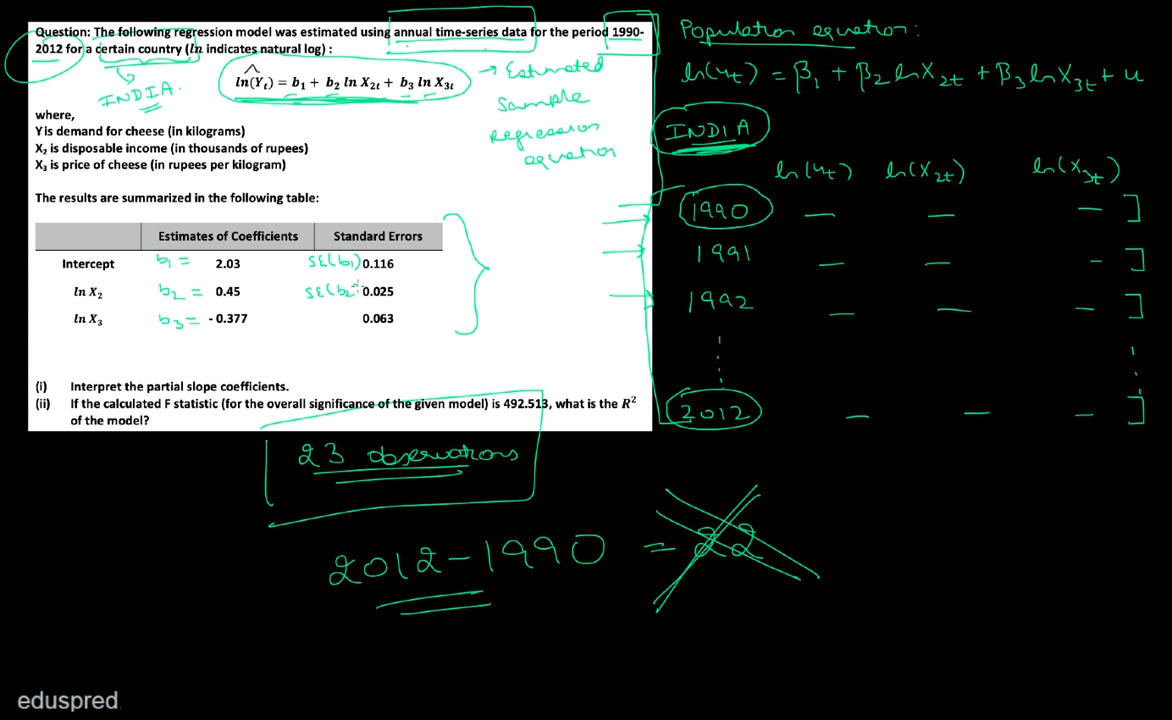 Question: The following regression model was estimated using annual time-series data for the period 1990-
2012 for a certain country (ln indicates natural log) :
INDIA.
ln(Yₜ) = b₁ + b₂ ln X₂ₜ + b₃ ln X₃ₜ
→ Estimated
Sample
Regression
equation
where,
Y is demand for cheese (in kilograms)
X₂ is disposable income (in thousands of rupees)
X₃ is price of cheese (in rupees per kilogram)
The results are summarized in the following table:
Estimates of Coefficients Standard Errors
Intercept b₁ = 2.03 SE(b₁) 0.116
ln X₂ b₂ = 0.45 SE(b₂ 0.025
ln X₃ b₃ = - 0.377 0.063
(i) Interpret the partial slope coefficients.
(ii) If the calculated F statistic (for the overall significance of the given model) is 492.513, what is the R²
of the model?
23 observations
2012 - 1990 = 22
Population equation:
ln(yₜ) = β₁ + β₂ lnX₂ₜ + β₃ lnX₃ₜ + u
INDIA
ln(yₜ) ln(X₂ₜ) ln(X₃ₜ)
1990 — — — ]
1991 — — - ]
1992 — — — ]
2012 — — — ]
eduspred